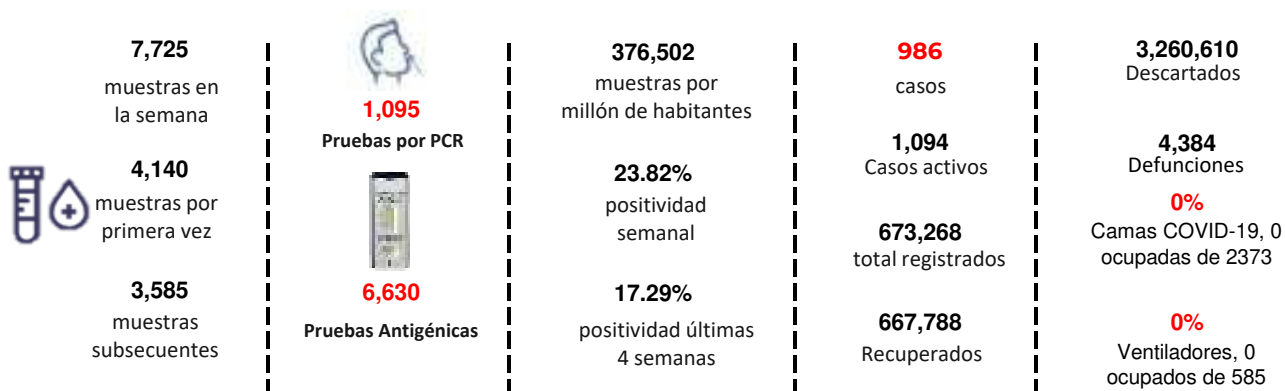 7,725
muestras en
la semana
4,140
muestras por
primera vez
3,585
muestras
subsecuentes
1,095
Pruebas por PCR
6,630
Pruebas Antigénicas
376,502
muestras por
millón de habitantes
23.82%
positividad
semanal
17.29%
positividad últimas
4 semanas
986
casos
1,094
Casos activos
673,268
total registrados
667,788
Recuperados
3,260,610
Descartados
4,384
Defunciones
0%
Camas COVID-19, 0
ocupadas de 2373
0%
Ventiladores, 0
ocupados de 585